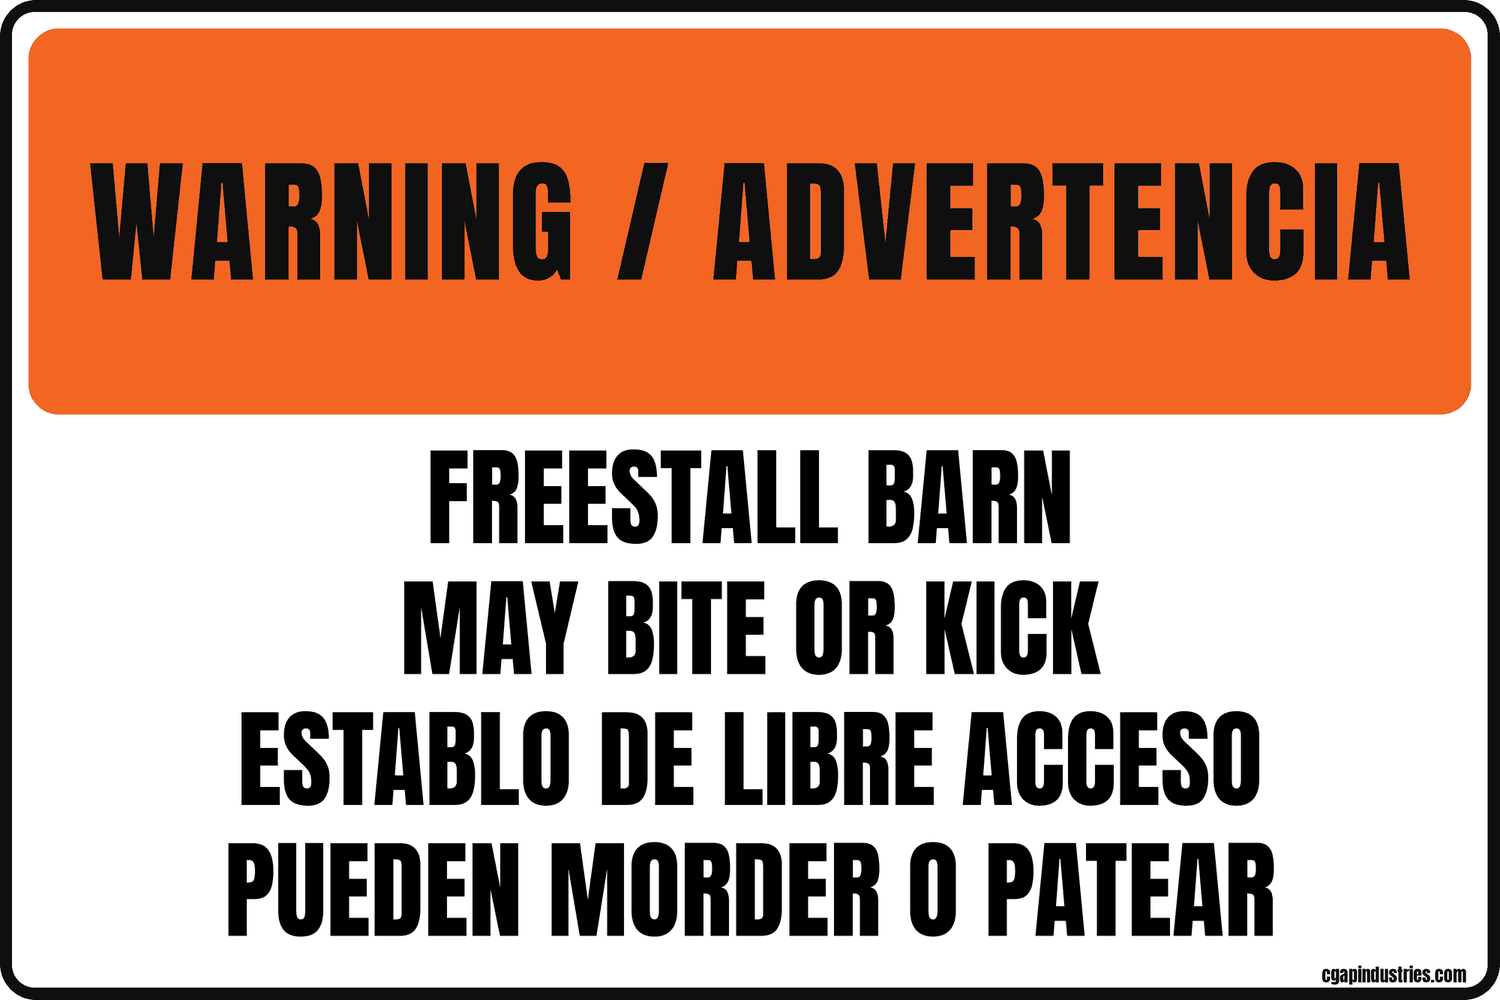 WARNING / ADVERTENCIA
FREESTALL BARN
MAY BITE OR KICK
ESTABLO DE LIBRE ACCESO
PUEDEN MORDER O PATEAR
cgapindustries.com